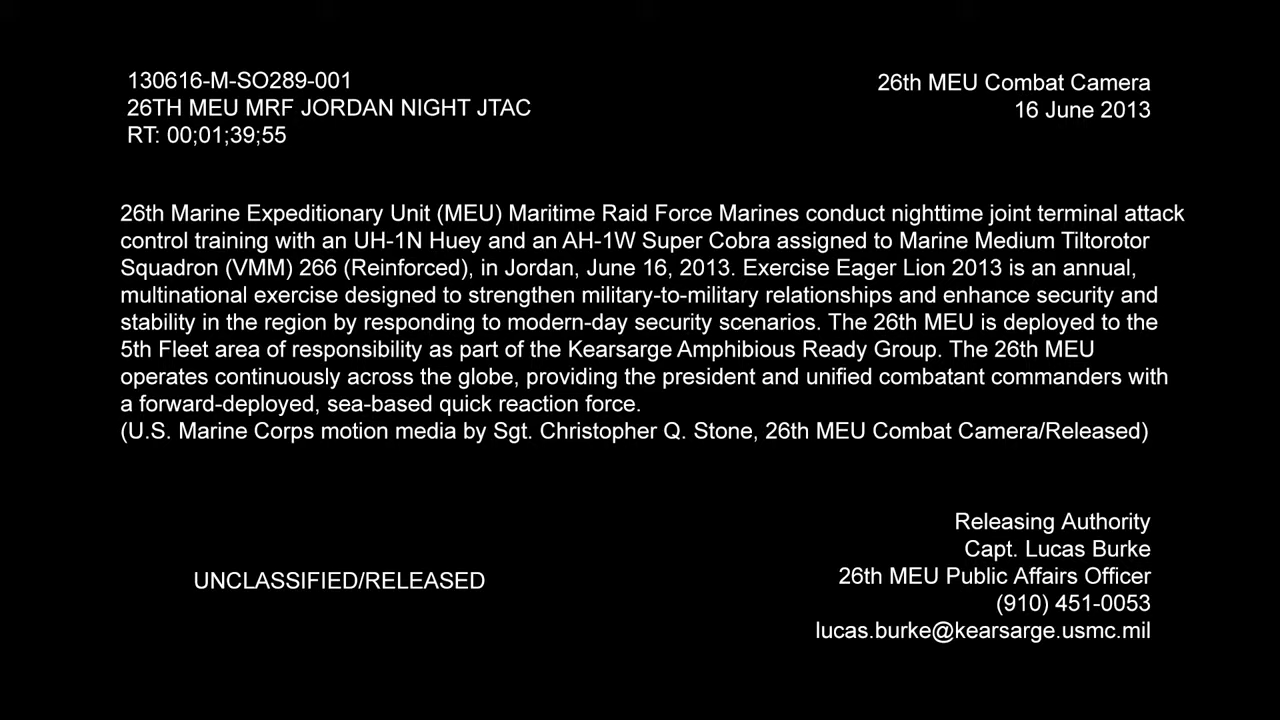 130616-M-SO289-001
26TH MEU MRF JORDAN NIGHT JTAC
RT: 00;01;39;55
26th MEU Combat Camera
16 June 2013
26th Marine Expeditionary Unit (MEU) Maritime Raid Force Marines conduct nighttime joint terminal attack
control training with an UH-1N Huey and an AH-1W Super Cobra assigned to Marine Medium Tiltorotor
Squadron (VMM) 266 (Reinforced), in Jordan, June 16, 2013. Exercise Eager Lion 2013 is an annual,
multinational exercise designed to strengthen military-to-military relationships and enhance security and
stability in the region by responding to modern-day security scenarios. The 26th MEU is deployed to the
5th Fleet area of responsibility as part of the Kearsarge Amphibious Ready Group. The 26th MEU
operates continuously across the globe, providing the president and unified combatant commanders with
a forward-deployed, sea-based quick reaction force.
(U.S. Marine Corps motion media by Sgt. Christopher Q. Stone, 26th MEU Combat Camera/Released)
UNCLASSIFIED/RELEASED
Releasing Authority
Capt. Lucas Burke
26th MEU Public Affairs Officer
(910) 451-0053
lucas.burke@kearsarge.usmc.mil